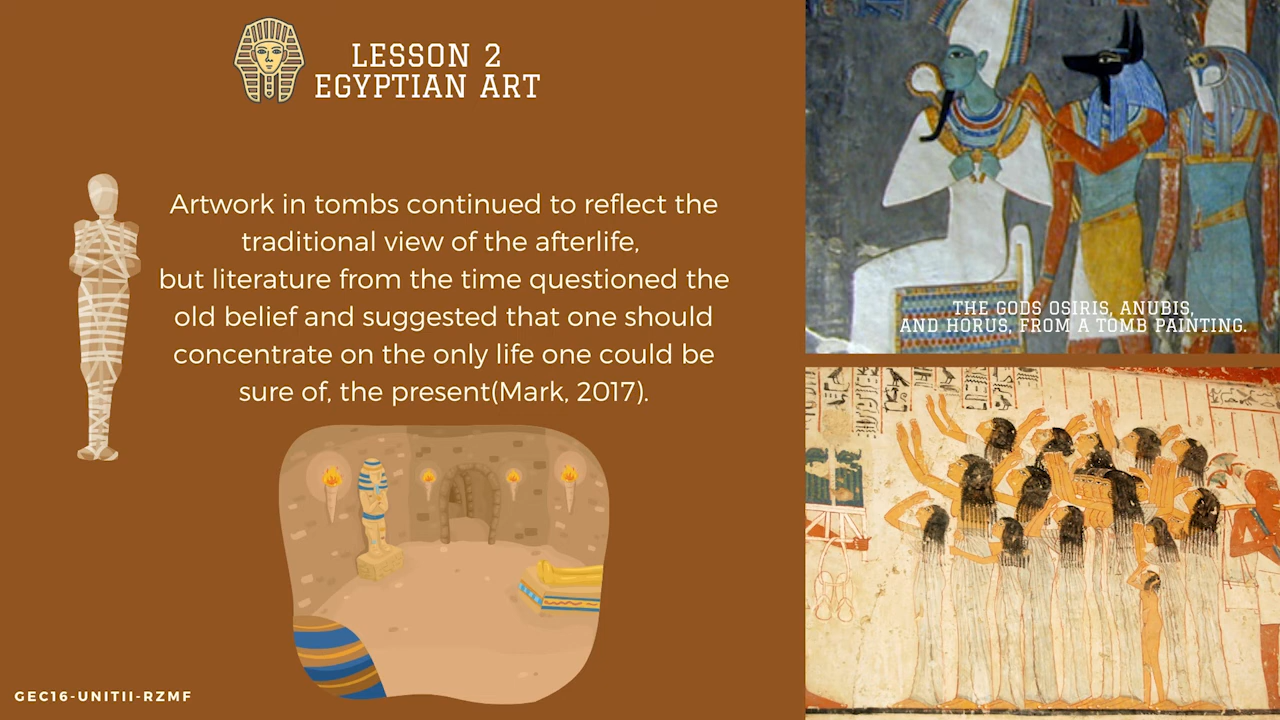 LESSON 2
EGYPTIAN ART
Artwork in tombs continued to reflect the
traditional view of the afterlife,
but literature from the time questioned the
old belief and suggested that one should
concentrate on the only life one could be
sure of, the present(Mark, 2017).
THE GODS OSIRIS, ANUBIS,
AND HORUS, FROM A TOMB PAINTING.
GEC16-UNITII-RZMF